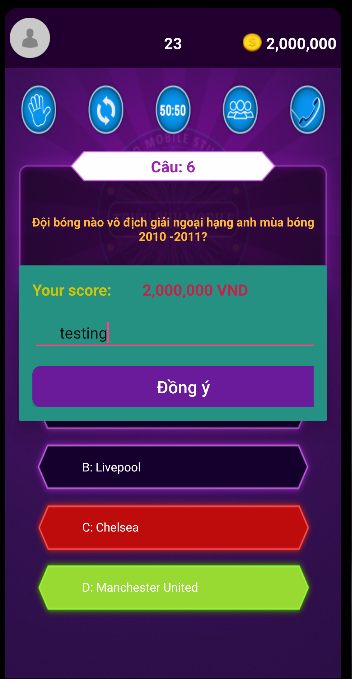 23
2,000,000
50:50
Câu: 6
Đội bóng nào vô địch giải ngoại hạng anh mùa bóng
2010 -2011?
Your score: 2,000,000 VND
testing
Đồng ý
B: Livepool
C: Chelsea
D: Manchester United